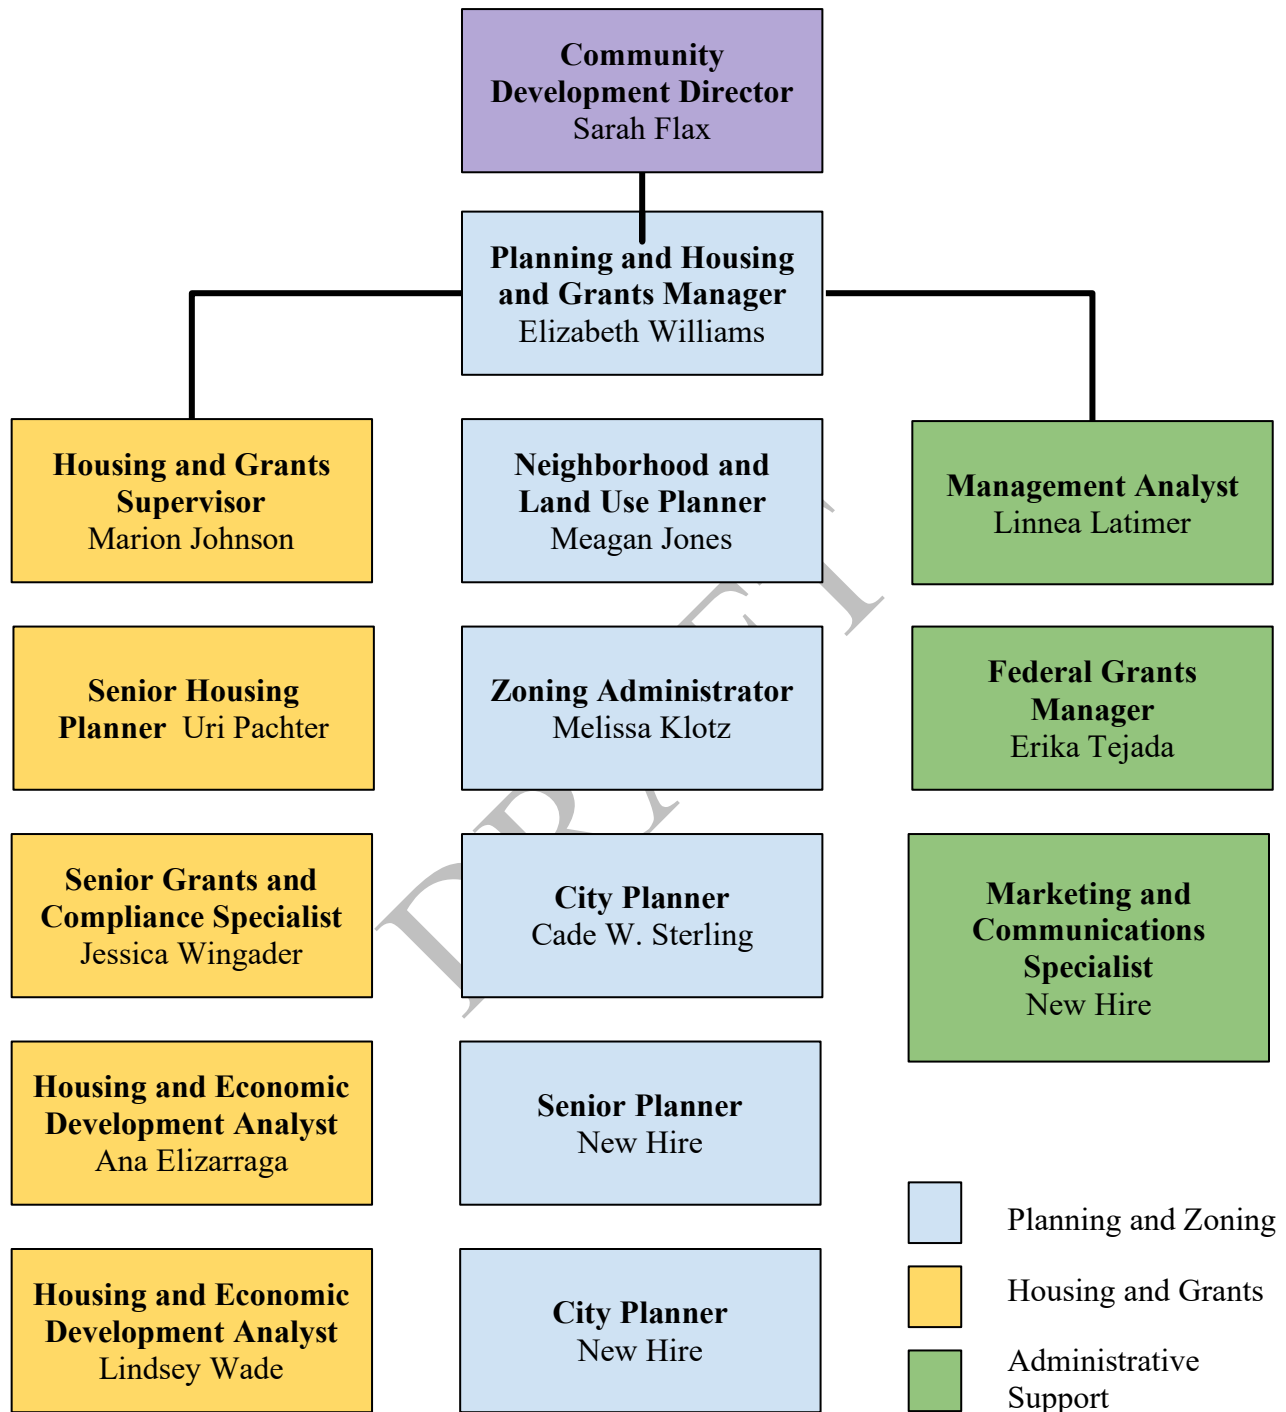 Community
Development Director
Sarah Flax
Planning and Housing
and Grants Manager
Elizabeth Williams
Housing and Grants
Supervisor
Marion Johnson
Neighborhood and
Land Use Planner
Meagan Jones
Management Analyst
Linnea Latimer
Senior Housing
Planner Uri Pachter
Zoning Administrator
Melissa Klotz
Federal Grants
Manager
Erika Tejada
Senior Grants and
Compliance Specialist
Jessica Wingader
City Planner
Cade W. Sterling
Marketing and
Communications
Specialist
New Hire
Housing and Economic
Development Analyst
Ana Elizarraga
Senior Planner
New Hire
Housing and Economic
Development Analyst
Lindsey Wade
City Planner
New Hire
Planning and Zoning
Housing and Grants
Administrative
Support
DRAFT